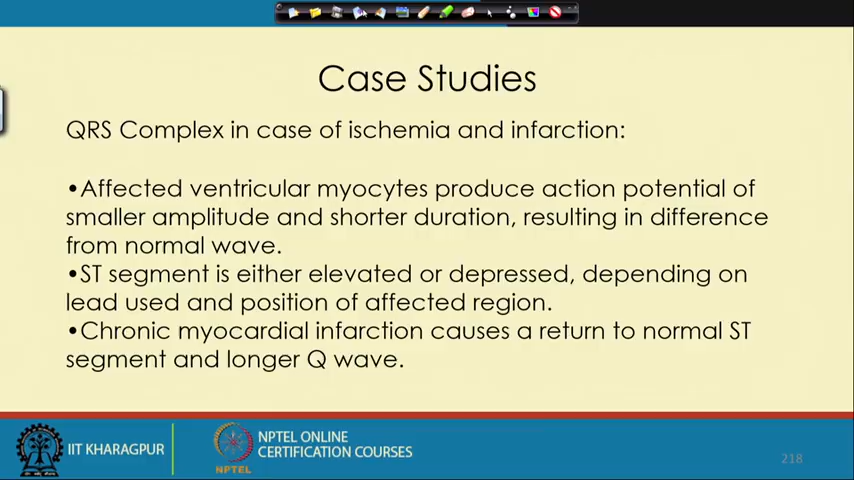 Case Studies
QRS Complex in case of ischemia and infarction:
•Affected ventricular myocytes produce action potential of
smaller amplitude and shorter duration, resulting in difference
from normal wave.
•ST segment is either elevated or depressed, depending on
lead used and position of affected region.
•Chronic myocardial infarction causes a return to normal ST
segment and longer Q wave.
IIT KHARAGPUR
NPTEL
NPTEL ONLINE
CERTIFICATION COURSES
218